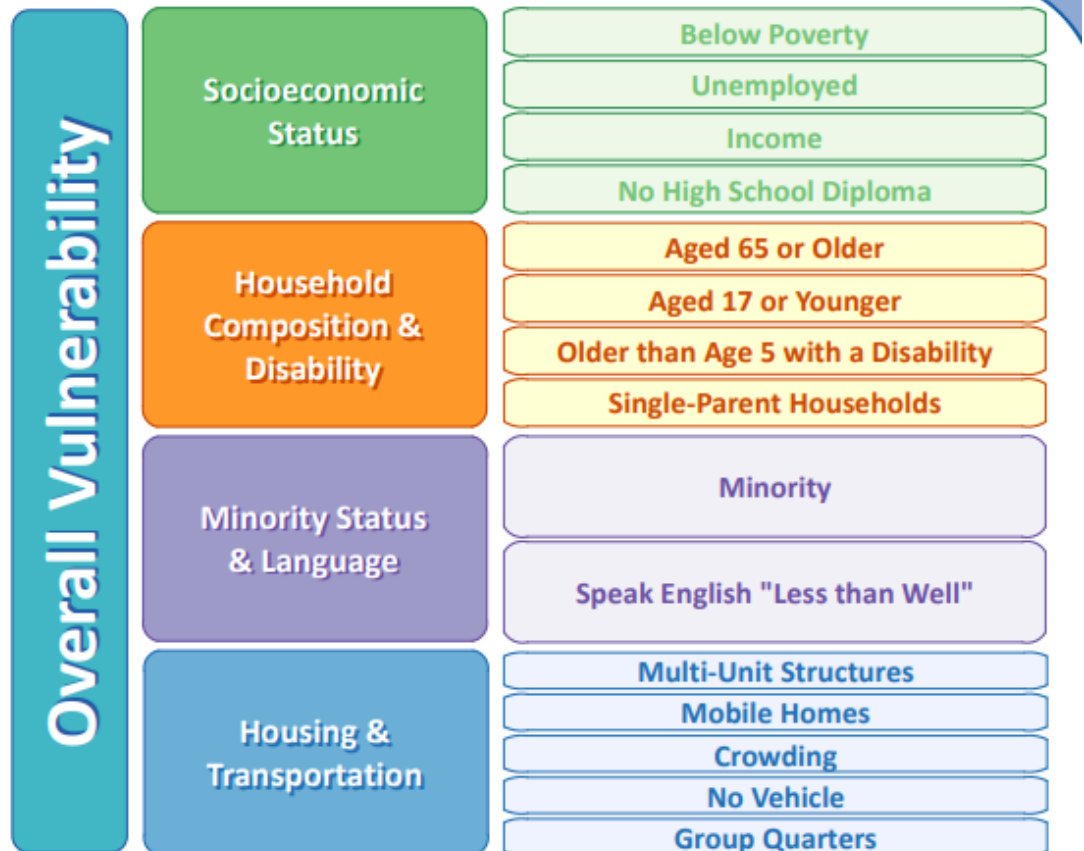 Overall Vulnerability
Socioeconomic
Status
Below Poverty
Unemployed
Income
No High School Diploma
Household
Composition &
Disability
Aged 65 or Older
Aged 17 or Younger
Older than Age 5 with a Disability
Single-Parent Households
Minority Status
& Language
Minority
Speak English "Less than Well"
Housing &
Transportation
Multi-Unit Structures
Mobile Homes
Crowding
No Vehicle
Group Quarters